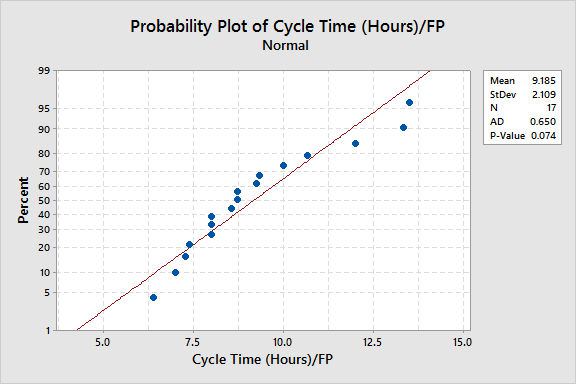 Probability Plot of Cycle Time (Hours)/FP
Normal
99
95
90
80
70
60
50
40
30
20
10
5
1
Percent
5.0 7.5 10.0 12.5 15.0
Cycle Time (Hours)/FP
Mean 9.185
StDev 2.109
N 17
AD 0.650
P-Value 0.074